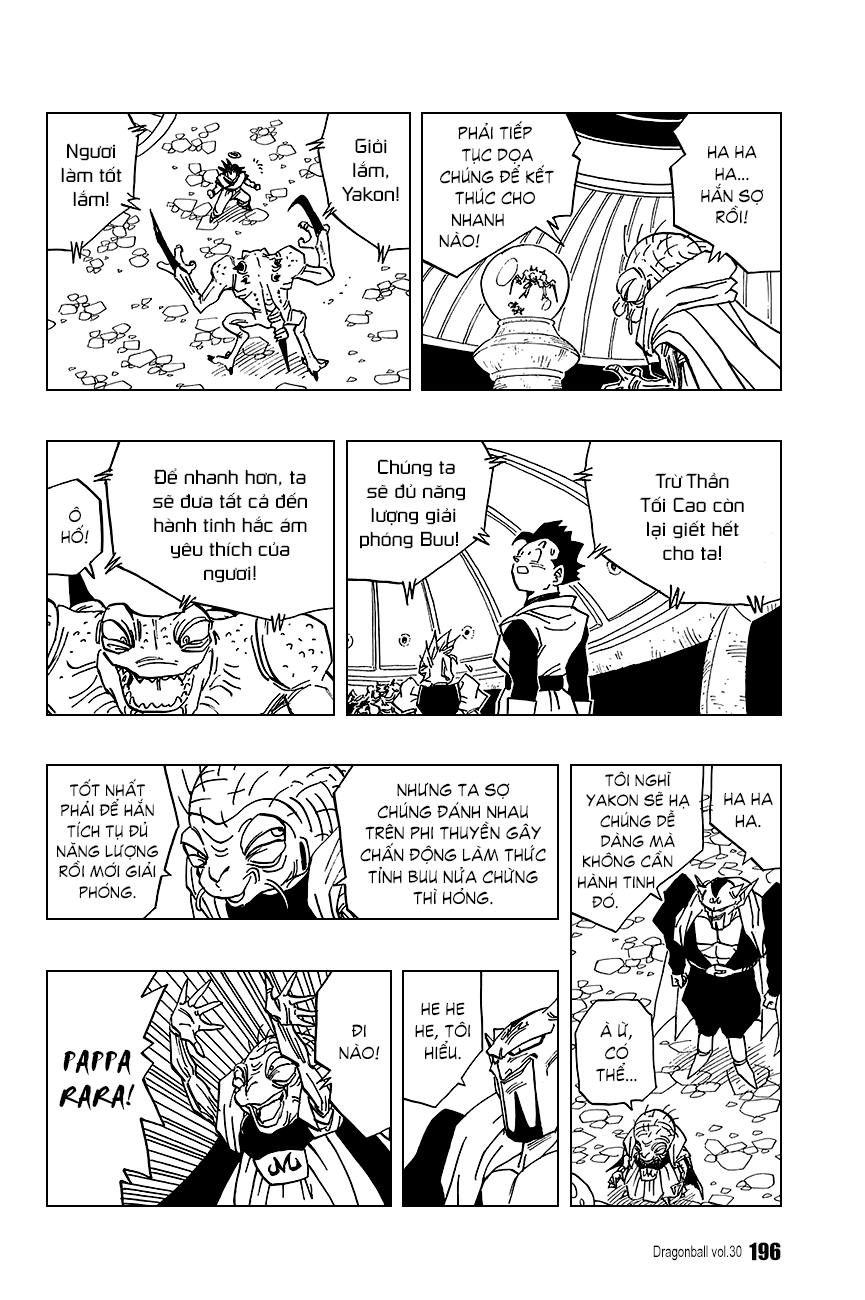 HA HA
HA...
HẮN SỢ
RỒI!
PHẢI TIẾP
TỤC DỌA
CHÚNG ĐỂ KẾT
THÚC CHO
NHANH
NÀO!
Giỏi
lắm,
Yakon!
Ngươi
làm tốt
lắm!
Trừ Thần
Tối Cao còn
lại giết hết
cho ta!
Chúng ta
sẽ đủ năng
lượng giải
phóng Buu!
Để nhanh hơn, ta
sẽ đưa tất cả đến
hành tinh hắc ám
yêu thích của
ngươi!
Ô
HỐ!
HA HA
HA.
TÔI NGHĨ
YAKON SẼ HẠ
CHÚNG DỄ
DÀNG MÀ
KHÔNG CẦN
HÀNH TINH
ĐÓ.
À Ừ,
CÓ
THỂ...
NHƯNG TA SỢ
CHÚNG ĐÁNH NHAU
TRÊN PHI THUYỀN GÂY
CHẤN ĐỘNG LÀM THỨC
TỈNH BUU NỬA CHỪNG
THÌ HỎNG.
TỐT NHẤT
PHẢI ĐỂ HẮN
TÍCH TỤ ĐỦ
NĂNG LƯỢNG
RỒI MỚI GIẢI
PHÓNG.
HE HE
HE, TÔI
HIỂU.
ĐI
NÀO!
PAPPA
RARA!
M
Dragonball vol.30 196